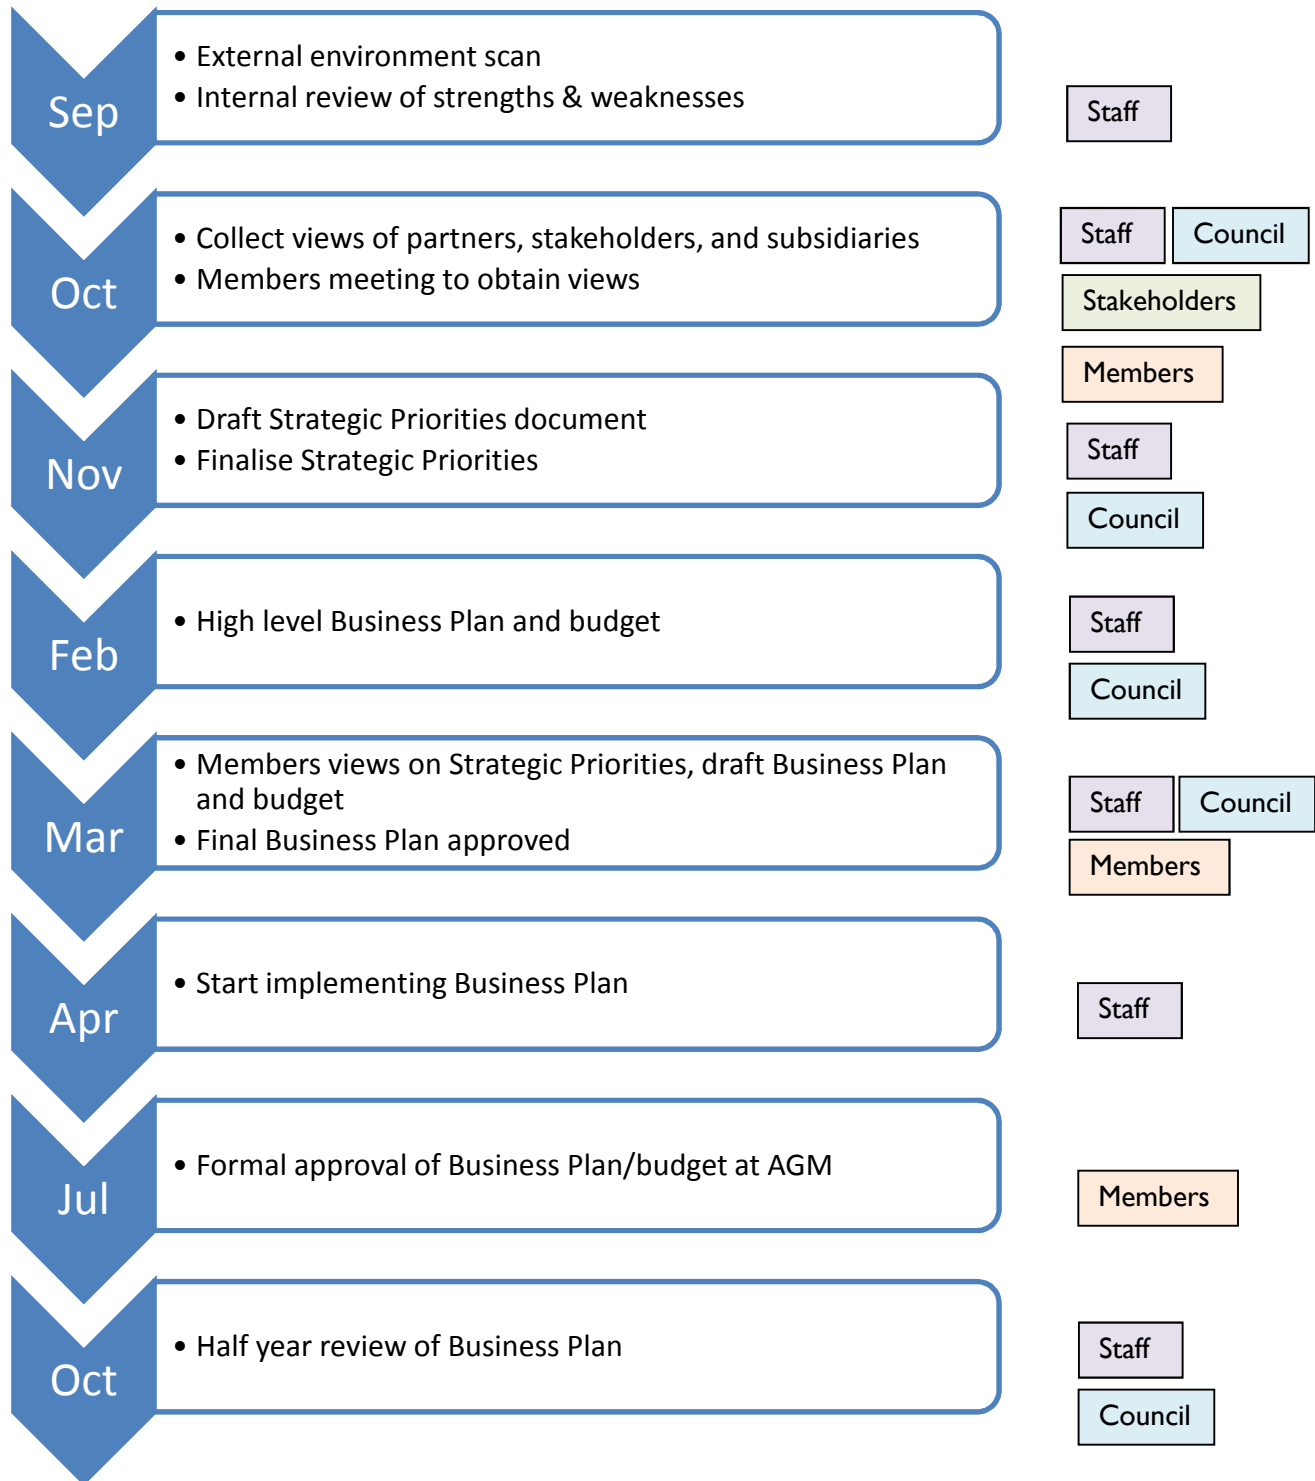 Sep
• External environment scan
• Internal review of strengths & weaknesses
Staff
Oct
• Collect views of partners, stakeholders, and subsidiaries
• Members meeting to obtain views
Staff Council
Stakeholders
Members
Nov
• Draft Strategic Priorities document
• Finalise Strategic Priorities
Staff
Council
Feb
• High level Business Plan and budget
Staff
Council
Mar
• Members views on Strategic Priorities, draft Business Plan
and budget
• Final Business Plan approved
Staff Council
Members
Apr
• Start implementing Business Plan
Staff
Jul
• Formal approval of Business Plan/budget at AGM
Members
Oct
• Half year review of Business Plan
Staff
Council